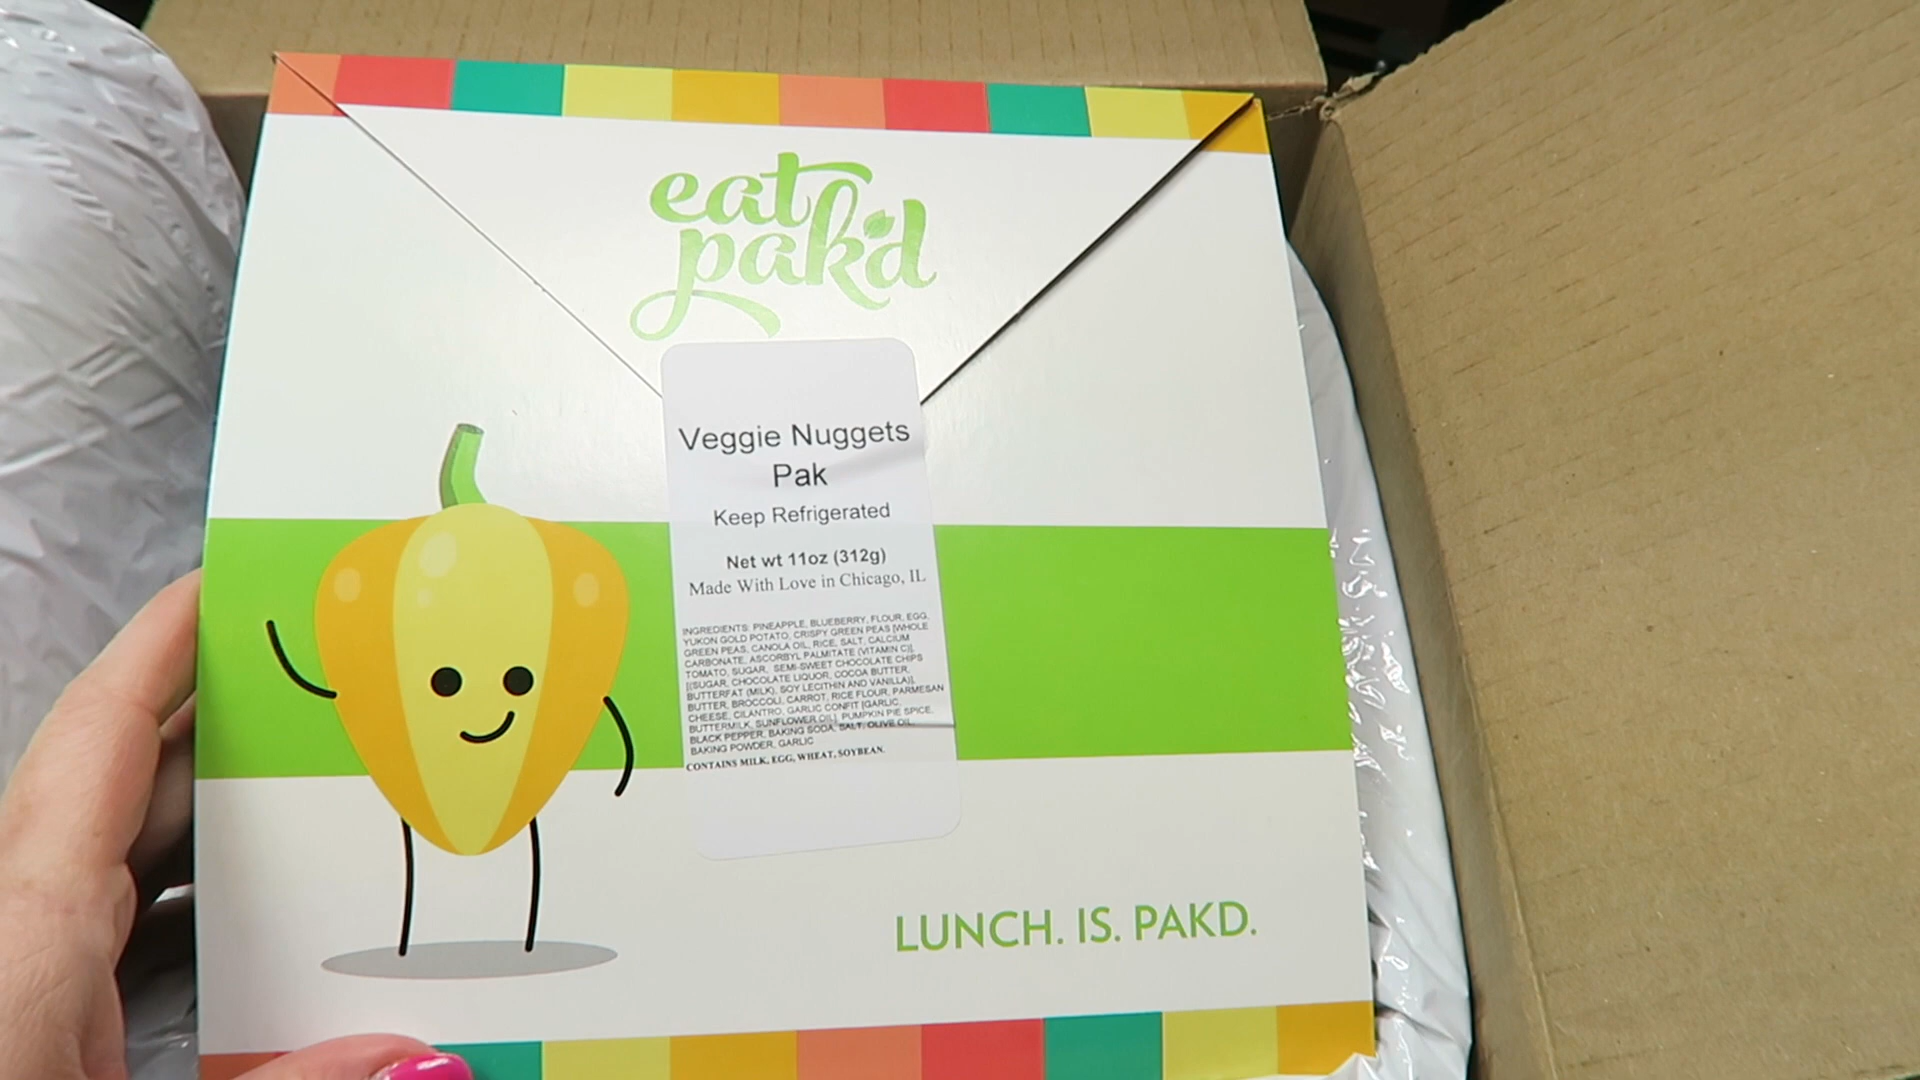 eat
pak'd
Veggie Nuggets
Pak
Keep Refrigerated
Net wt 11oz (312g)
Made With Love in Chicago, IL
INGREDIENTS: PINEAPPLE, BLUEBERRY, FLOUR, EGG,
YUKON GOLD POTATO, CRISPY GREEN PEAS [WHOLE
GREEN PEAS, CANOLA OIL, RICE, SALT, CALCIUM
CARBONATE, ASCORBYL PALMITATE (VITAMIN C)],
TOMATO, SUGAR, SEMI-SWEET CHOCOLATE CHIPS
[(SUGAR, CHOCOLATE LIQUOR, COCOA BUTTER,
BUTTERFAT (MILK), SOY LECITHIN AND VANILLA)],
BUTTER, BROCCOLI, CARROT, RICE FLOUR, PARMESAN
CHEESE, CILANTRO, GARLIC CONFIT [GARLIC,
BUTTERMILK, SUNFLOWER OIL], PUMPKIN PIE SPICE,
BLACK PEPPER, BAKING SODA, SALT, OLIVE OIL,
BAKING POWDER, GARLIC
CONTAINS MILK, EGG, WHEAT, SOYBEAN.
LUNCH. IS. PAKD.